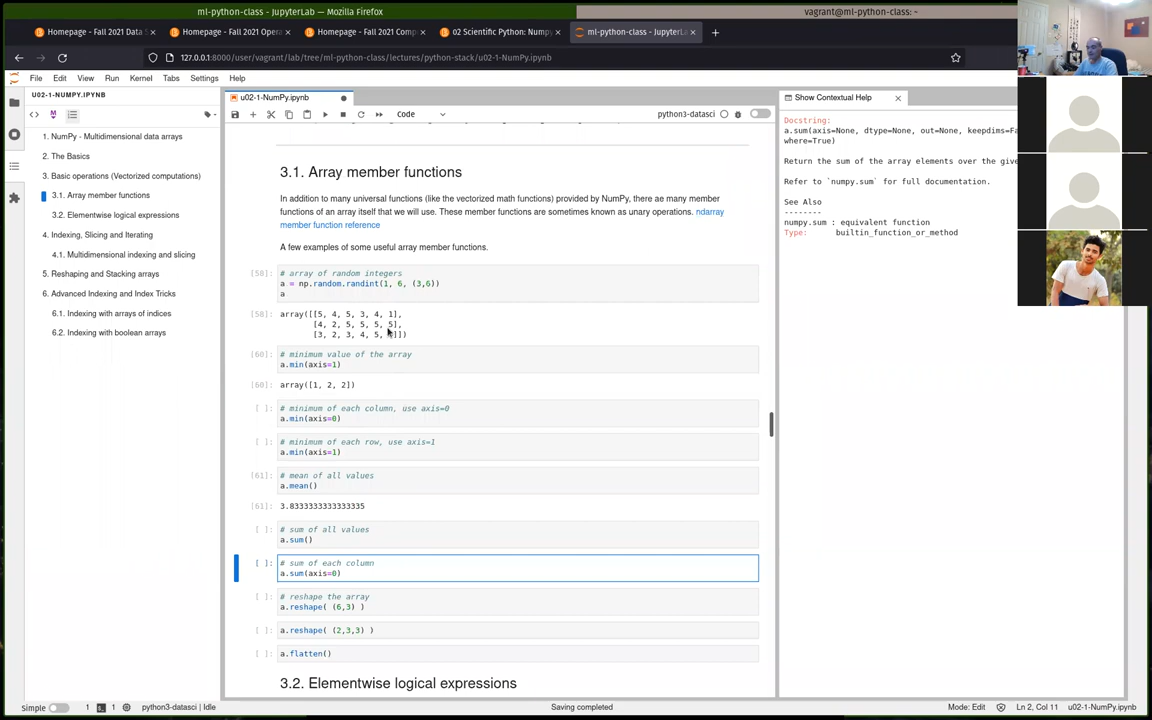 ml-python-class - JupyterLab — Mozilla Firefox
vagrant@ml-python-class: ~
Homepage - Fall 2021 Data S
Homepage - Fall 2021 Opera
Homepage - Fall 2021 Comp
02 Scientific Python: Nump
ml-python-class - JupyterLa
127.0.0.1:8000/user/vagrant/lab/tree/ml-python-class/lectures/python-stack/u02-1-NumPy.ipynb
File Edit View Run Kernel Tabs Settings Help
U02-1-NUMPY.IPYNB
1. NumPy - Multidimensional data arrays
2. The Basics
3. Basic operations (Vectorized computations)
3.1. Array member functions
3.2. Elementwise logical expressions
4. Indexing, Slicing and Iterating
4.1. Multidimensional indexing and slicing
5. Reshaping and Stacking arrays
6. Advanced Indexing and Index Tricks
6.1. Indexing with arrays of indices
6.2. Indexing with boolean arrays
u02-1-NumPy.ipynb
Code
python3-datasci
3.1. Array member functions
In addition to many universal functions (like the vectorized math functions) provided by NumPy, there as many member
functions of an array itself that we will use. These member functions are sometimes known as unary operations. ndarray
member function reference
A few examples of some useful array member functions.
[58]: # array of random integers
a = np.random.randint(1, 6, (3,6))
a
[58]: array([[5, 4, 5, 3, 4, 1],
[4, 2, 5, 5, 5, 5],
[3, 2, 3, 4, 5, ]])
[60]: # minimum value of the array
a.min(axis=1)
[60]: array([1, 2, 2])
[ ]: # minimum of each column, use axis=0
a.min(axis=0)
[ ]: # minimum of each row, use axis=1
a.min(axis=1)
[61]: # mean of all values
a.mean()
[61]: 3.8333333333333335
[ ]: # sum of all values
a.sum()
[ ]: # sum of each column
a.sum(axis=0)
[ ]: # reshape the array
a.reshape( (6,3) )
[ ]: a.reshape( (2,3,3) )
[ ]: a.flatten()
3.2. Elementwise logical expressions
Show Contextual Help
Docstring:
a.sum(axis=None, dtype=None, out=None, keepdims=Fa
where=True)
Return the sum of the array elements over the give
Refer to `numpy.sum` for full documentation.
See Also
--------
numpy.sum : equivalent function
Type: builtin_function_or_method
Simple 1 1 python3-datasci | Idle
Saving completed
Mode: Edit Ln 2, Col 11 u02-1-NumPy.ipynb